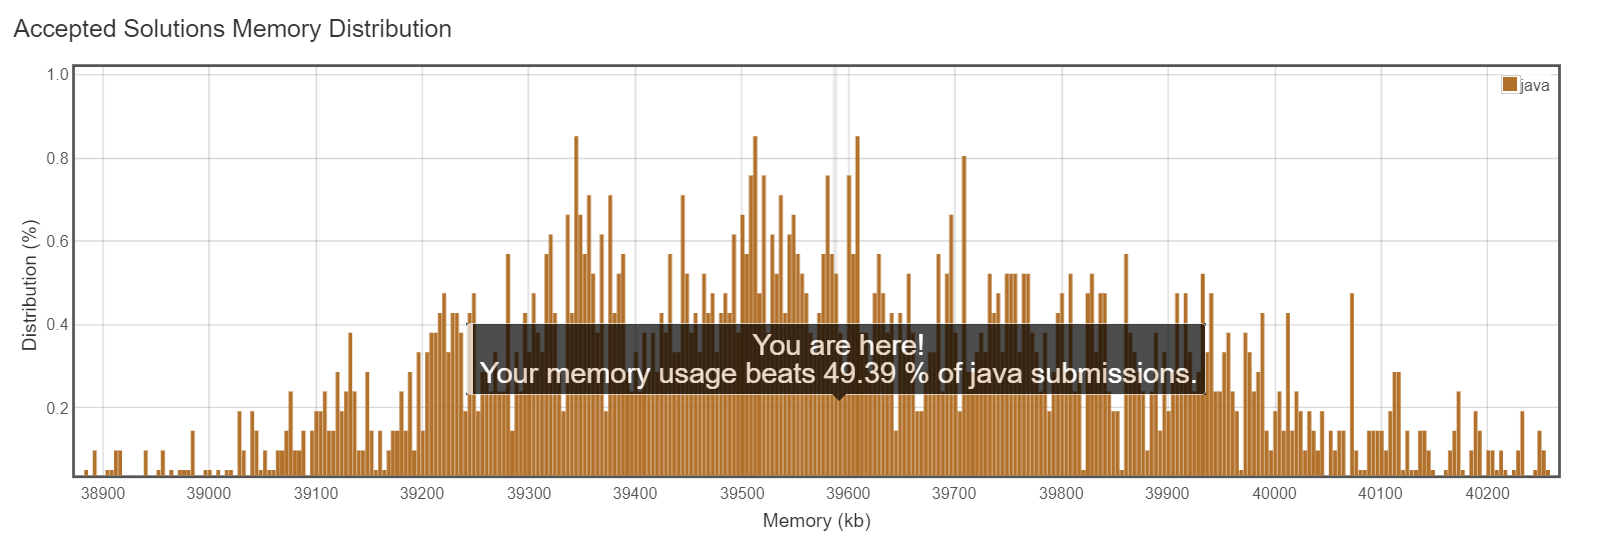 Accepted Solutions Memory Distribution
1.0
java
0.8
0.6
Distribution (%)
0.4
You are here!
Your memory usage beats 49.39 % of java submissions.
0.2
38900 39000 39100 39200 39300 39400 39500 39600 39700 39800 39900 40000 40100 40200
Memory (kb)